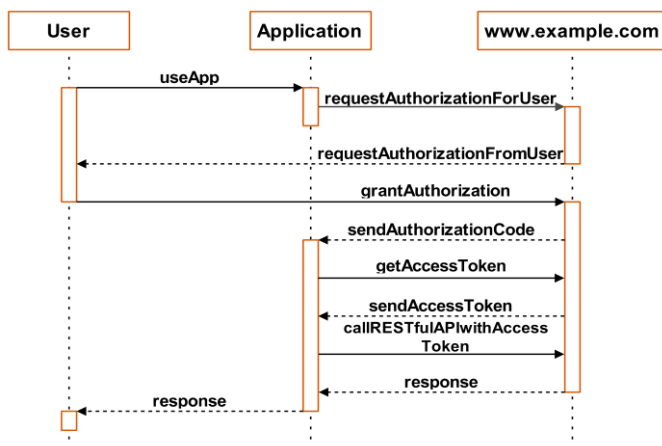 User
Application
www.example.com
useApp
requestAuthorizationForUser
requestAuthorizationFromUser
grantAuthorization
sendAuthorizationCode
getAccessToken
sendAccessToken
callRESTfulAPIwithAccess
Token
response
response